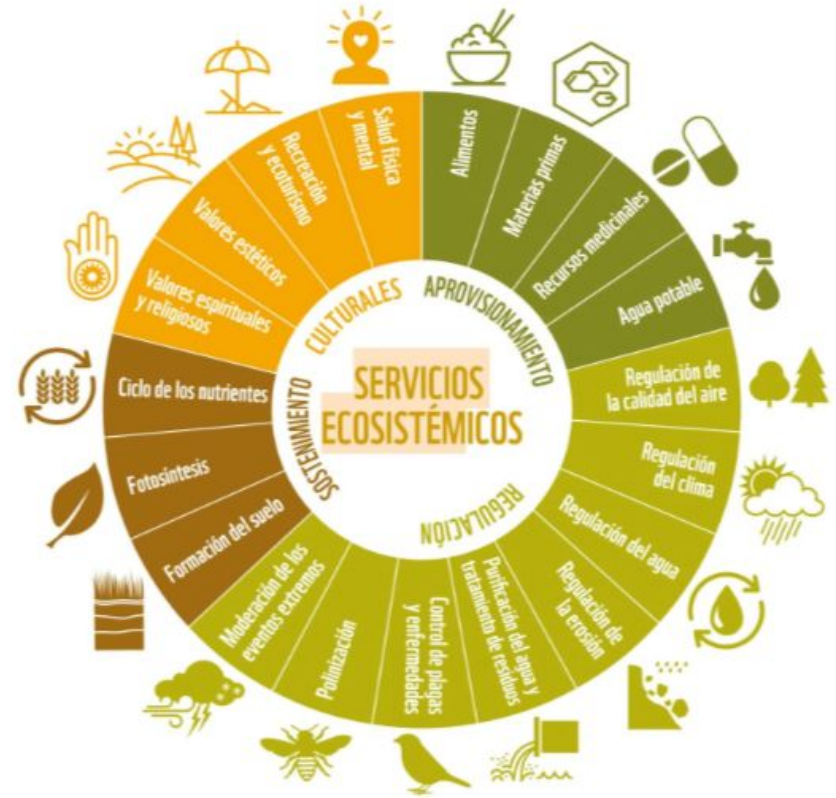 SERVICIOS
ECOSISTÉMICOS
APROVISIONAMIENTO
Alimentos
Materias primas
Recursos medicinales
Agua potable
REGULACIÓN
Regulación de
la calidad del aire
Regulación
del clima
Regulación del agua
Regulación de
la erosión
Purificación del agua y
tratamiento de residuos
Control de plagas
y enfermedades
Polinización
Moderación de los
eventos extremos
SOSTENIMIENTO
Formación del suelo
Fotosíntesis
Ciclo de los nutrientes
CULTURALES
Valores espirituales
y religiosos
Valores estéticos
Recreación
y ecoturismo
Salud física
y mental